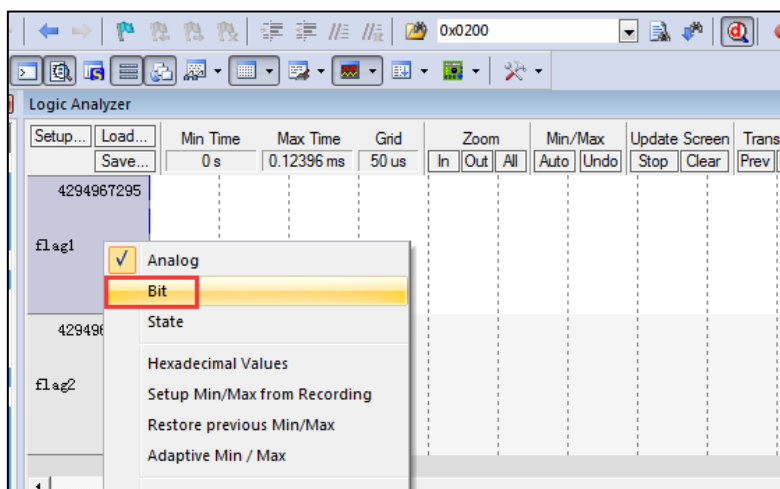 0x0200
Logic Analyzer
Setup... Load... Min Time Max Time Grid Zoom Min/Max Update Screen Trans
Save... 0 s 0.12396 ms 50 us In Out All Auto Undo Stop Clear Prev
4294967295
flag1
Analog
Bit
State
42949
Hexadecimal Values
flag2
Setup Min/Max from Recording
Restore previous Min/Max
Adaptive Min / Max